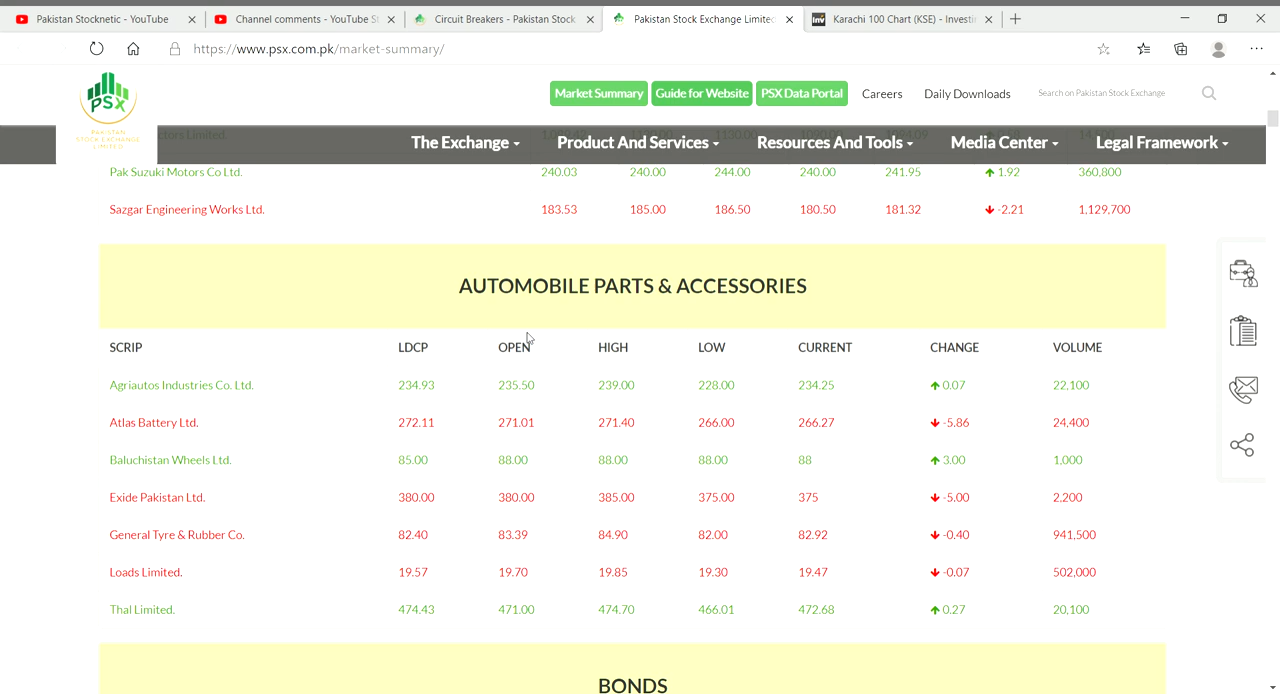 Pakistan Stocknetic - YouTube
Channel comments - YouTube St
Circuit Breakers - Pakistan Stock
Pakistan Stock Exchange Limited
Karachi 100 Chart (KSE) - Investi
https://www.psx.com.pk/market-summary/
PSX
PAKISTAN
STOCK EXCHANGE
LIMITED
Market Summary Guide for Website PSX Data Portal Careers Daily Downloads Search on Pakistan Stock Exchange
The Exchange Product And Services Resources And Tools Media Center Legal Framework
Pak Suzuki Motors Co Ltd. 240.03 240.00 244.00 240.00 241.95 1.92 360,800
Sazgar Engineering Works Ltd. 183.53 185.00 186.50 180.50 181.32 -2.21 1,129,700
AUTOMOBILE PARTS & ACCESSORIES
SCRIP LDCP OPEN HIGH LOW CURRENT CHANGE VOLUME
Agriautos Industries Co. Ltd. 234.93 235.50 239.00 228.00 234.25 0.07 22,100
Atlas Battery Ltd. 272.11 271.01 271.40 266.00 266.27 -5.86 24,400
Baluchistan Wheels Ltd. 85.00 88.00 88.00 88.00 88 3.00 1,000
Exide Pakistan Ltd. 380.00 380.00 385.00 375.00 375 -5.00 2,200
General Tyre & Rubber Co. 82.40 83.39 84.90 82.00 82.92 -0.40 941,500
Loads Limited. 19.57 19.70 19.85 19.30 19.47 -0.07 502,000
Thal Limited. 474.43 471.00 474.70 466.01 472.68 0.27 20,100
BONDS